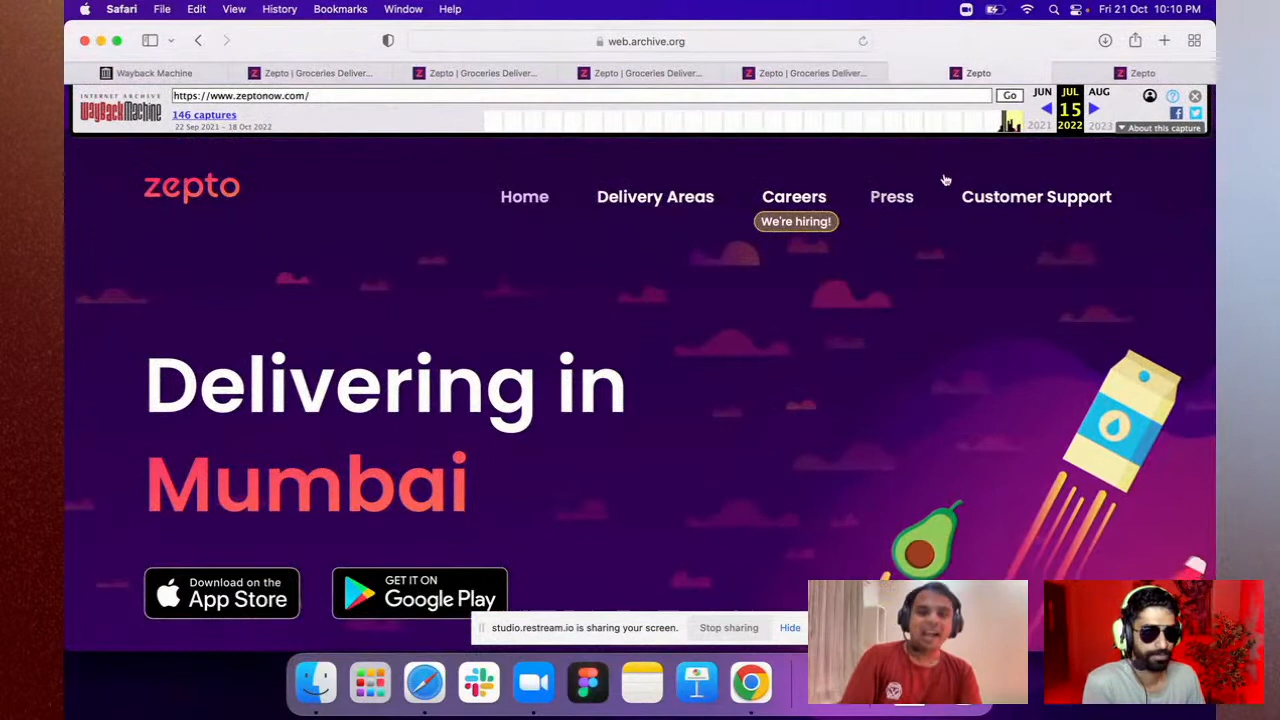 Safari File Edit View History Bookmarks Window Help Fri 21 Oct 10:10 PM
web.archive.org
Wayback Machine
Zepto | Groceries Deliver...
Zepto | Groceries Deliver...
Zepto | Groceries Deliver...
Zepto | Groceries Deliver...
Zepto
Zepto
INTERNET ARCHIVE
WayBackMachine
https://www.zeptonow.com/
Go
146 captures
22 Sep 2021 – 18 Oct 2022
JUN JUL AUG
15
2021 2022 2023
About this capture
zepto
Home Delivery Areas Careers Press Customer Support
We're hiring!
Delivering in
Mumbai
Download on the
App Store
GET IT ON
Google Play
studio.restream.io is sharing your screen. Stop sharing Hide